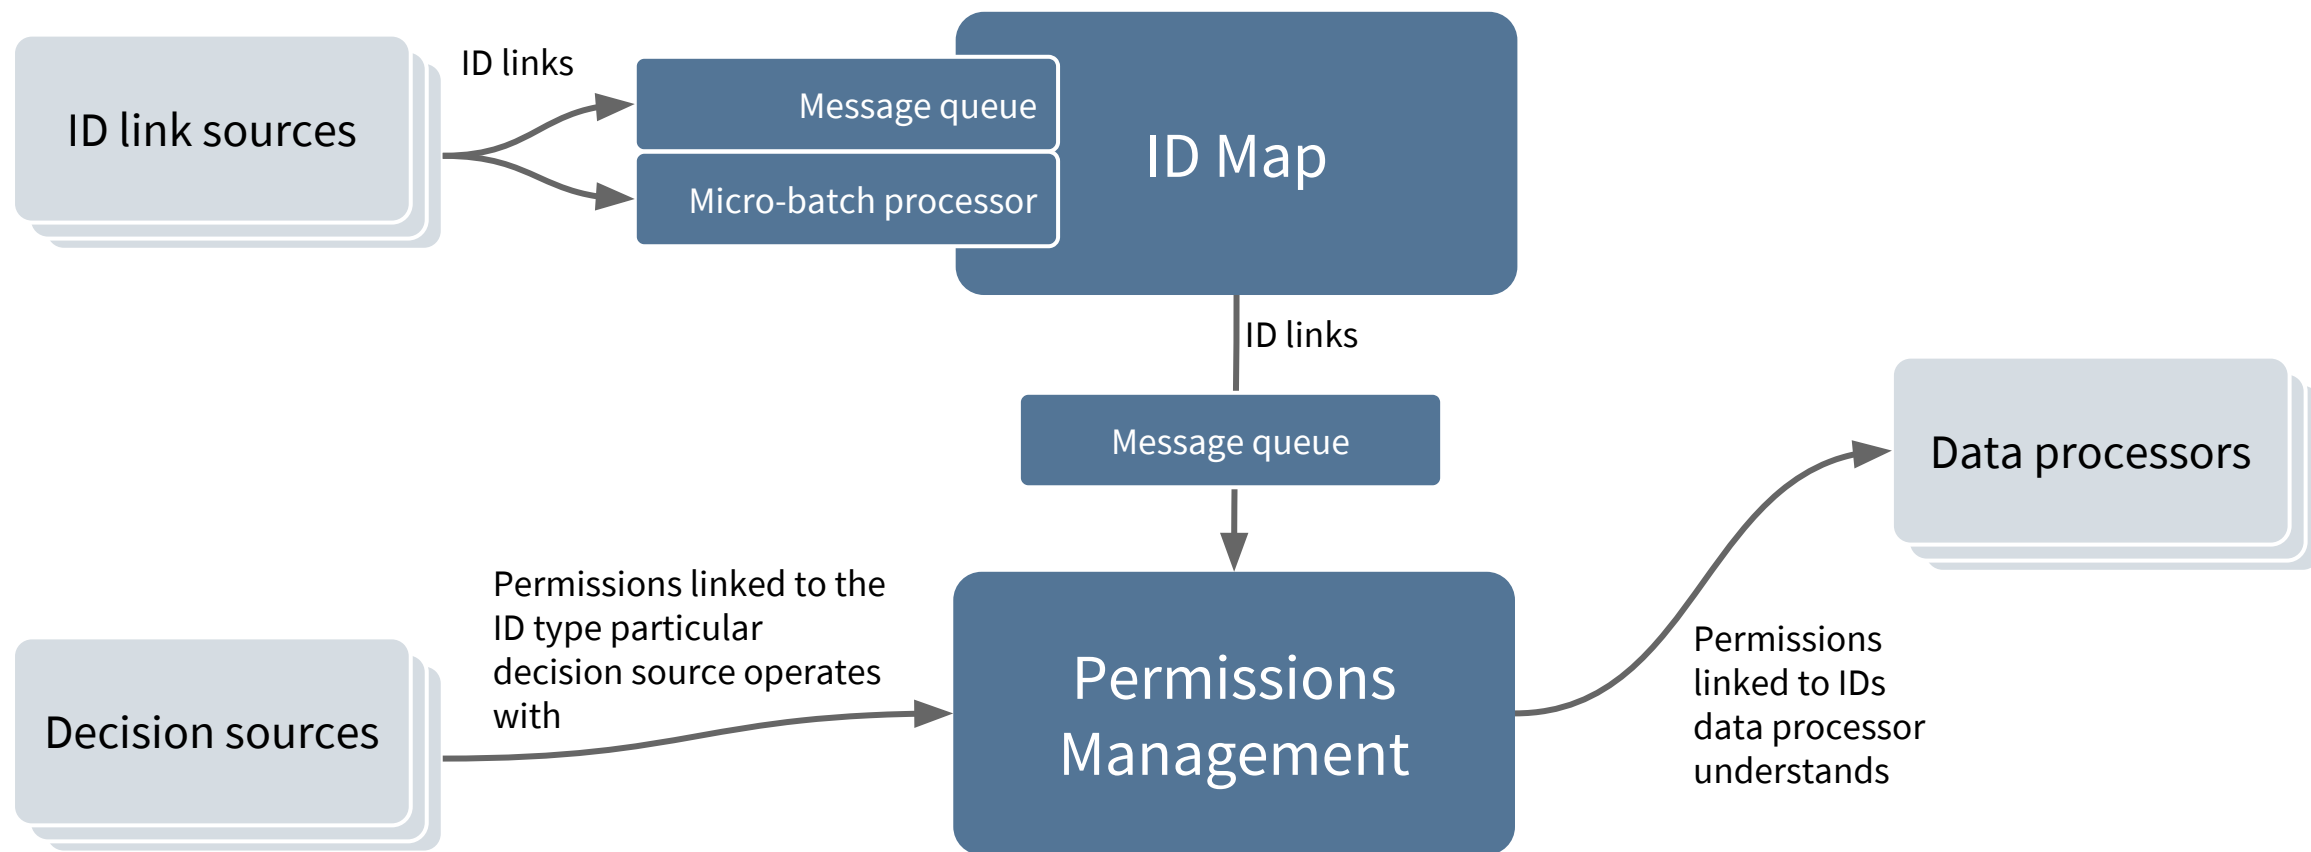 ID link sources
ID links
Message queue
Micro-batch processor
ID Map
ID links
Message queue
Data processors
Decision sources
Permissions linked to the
ID type particular
decision source operates
with
Permissions
Management
Permissions
linked to IDs
data processor
understands